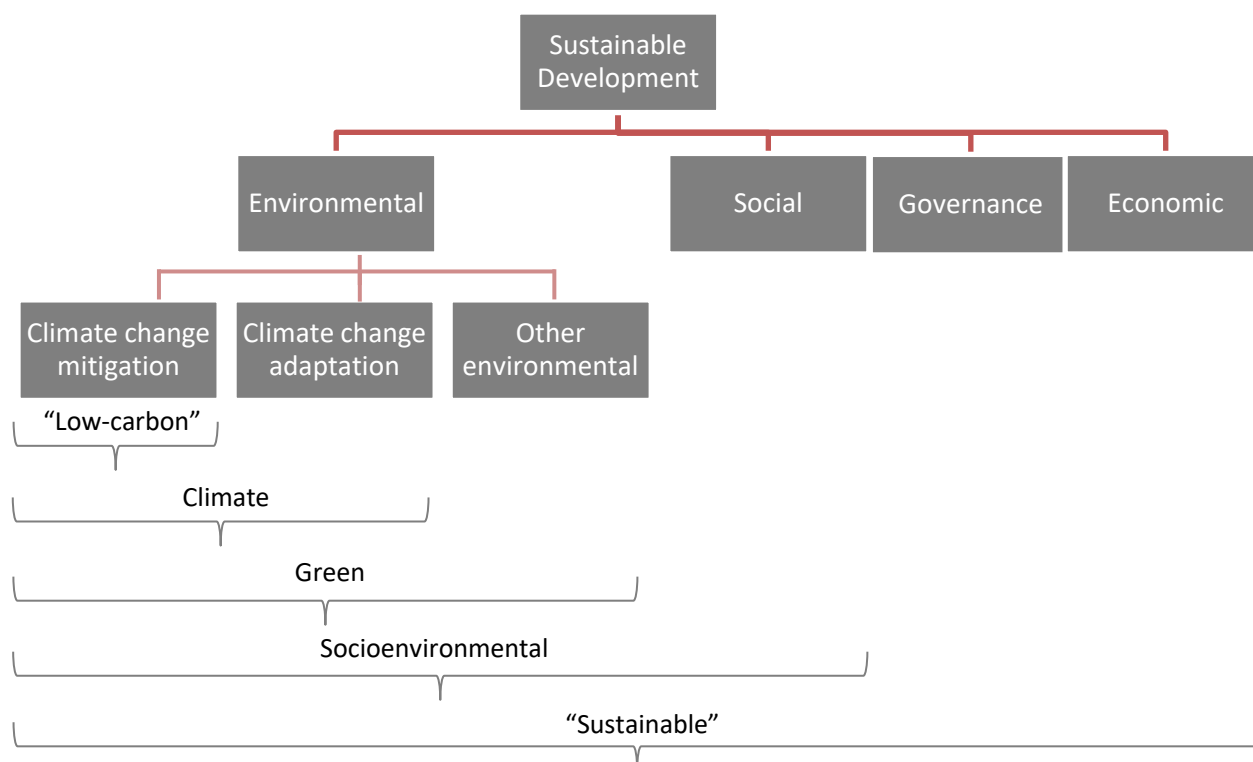 Sustainable
Development
Environmental
Social
Governance
Economic
Climate change
mitigation
Climate change
adaptation
Other
environmental
“Low-carbon”
Climate
Green
Socioenvironmental
“Sustainable”